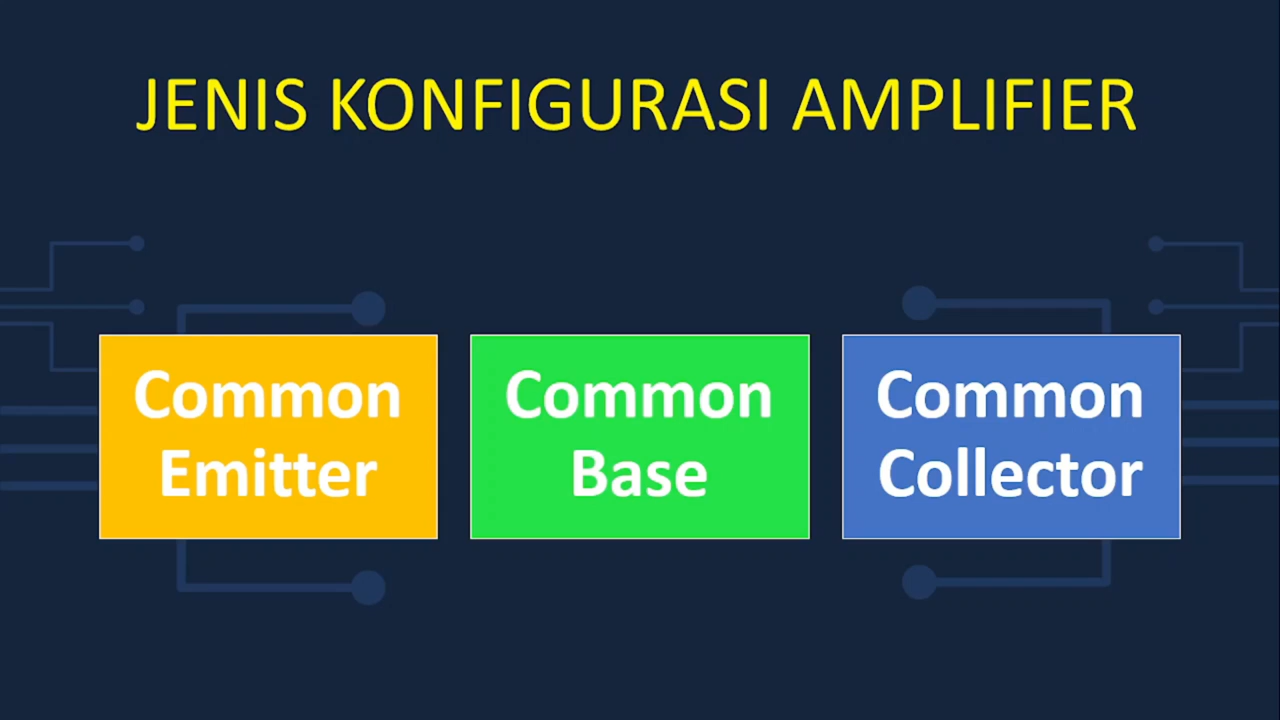 JENIS KONFIGURASI AMPLIFIER
Common
Emitter
Common
Base
Common
Collector